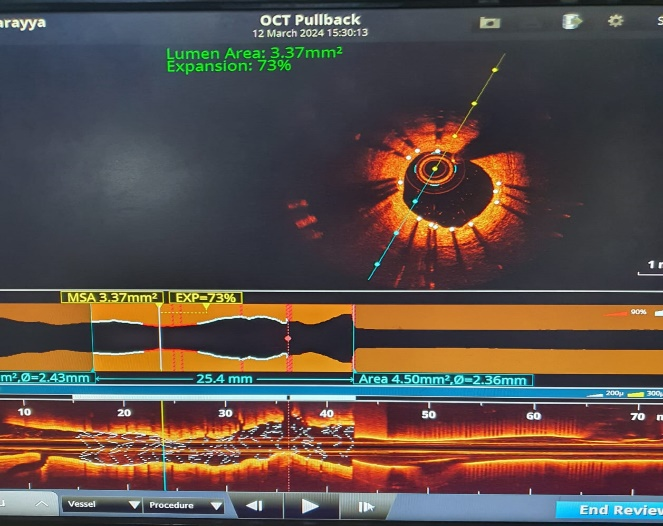 arayya
OCT Pullback
12 March 2024 15:30:13
Lumen Area: 3.37mm²
Expansion: 73%
1 m
MSA 3.37mm² EXP=73%
90%
m²,Ø=2.43mm 25.4 mm Area 4.50mm²,Ø=2.36mm
200µ 300µ
10 20 30 40 50 60 70 m
Vessel Procedure
End Review